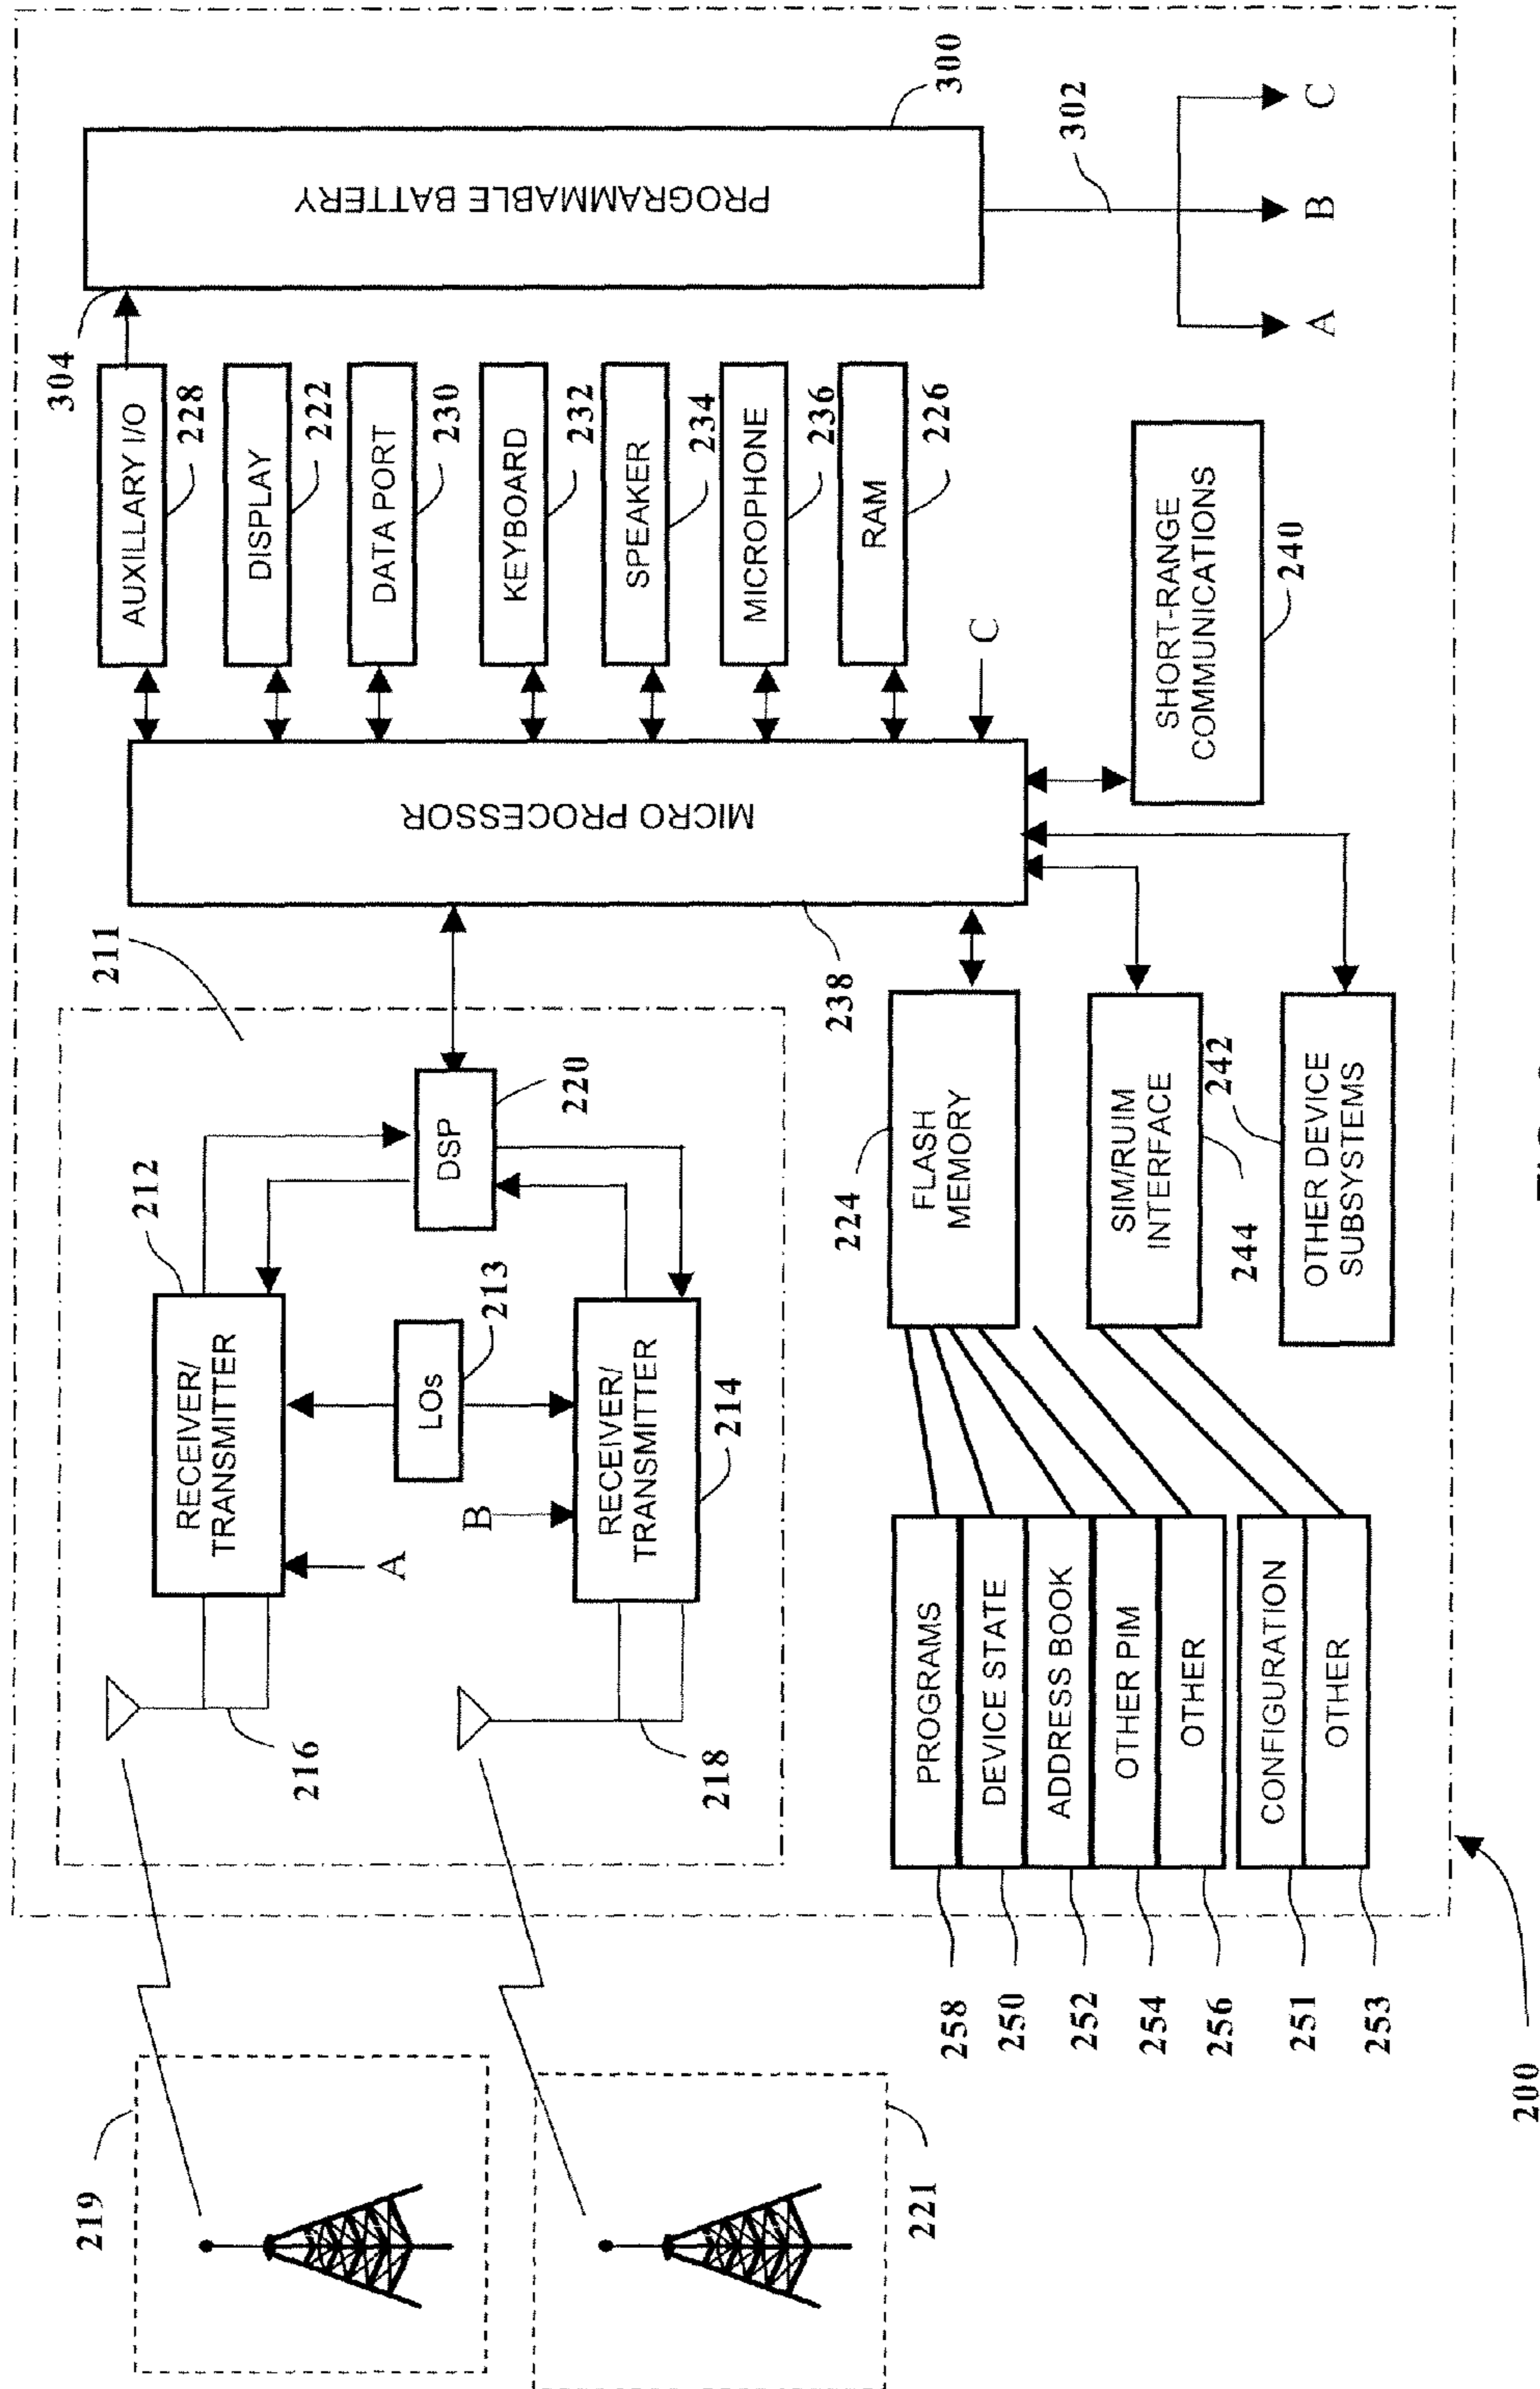 219
221
200
211
216
218
RECEIVER/
TRANSMITTER
212
A
LOs
213
B
RECEIVER/
TRANSMITTER
214
DSP
220
MICRO PROCESSOR
238
AUXILLARY I/O
228
DISPLAY
222
DATA PORT
230
KEYBOARD
232
SPEAKER
234
MICROPHONE
236
RAM
226
C
304
PROGRAMMABLE BATTERY
300
302
A
B
C
SHORT-RANGE
COMMUNICATIONS
240
224
FLASH
MEMORY
SIM/RUIM
INTERFACE
244
242
OTHER DEVICE
SUBSYSTEMS
258
PROGRAMS
250
DEVICE STATE
252
ADDRESS BOOK
254
OTHER PIM
256
OTHER
251
CONFIGURATION
253
OTHER